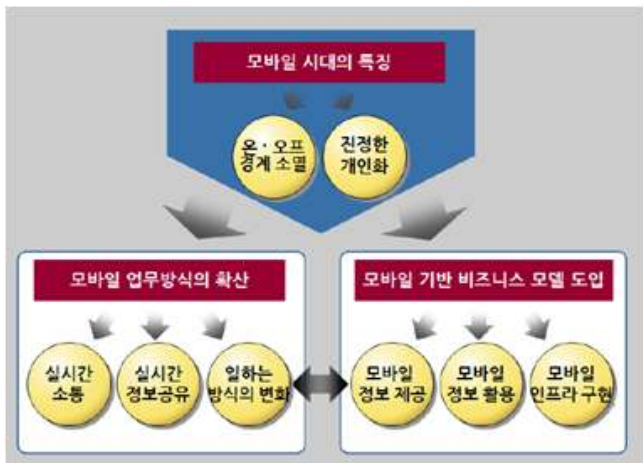 모바일 시대의 특징
온·오프
경계 소멸
진정한
개인화
모바일 업무방식의 확산
실시간
소통
실시간
정보공유
일하는
방식의 변화
모바일 기반 비즈니스 모델 도입
모바일
정보 제공
모바일
정보 활용
모바일
인프라 구현